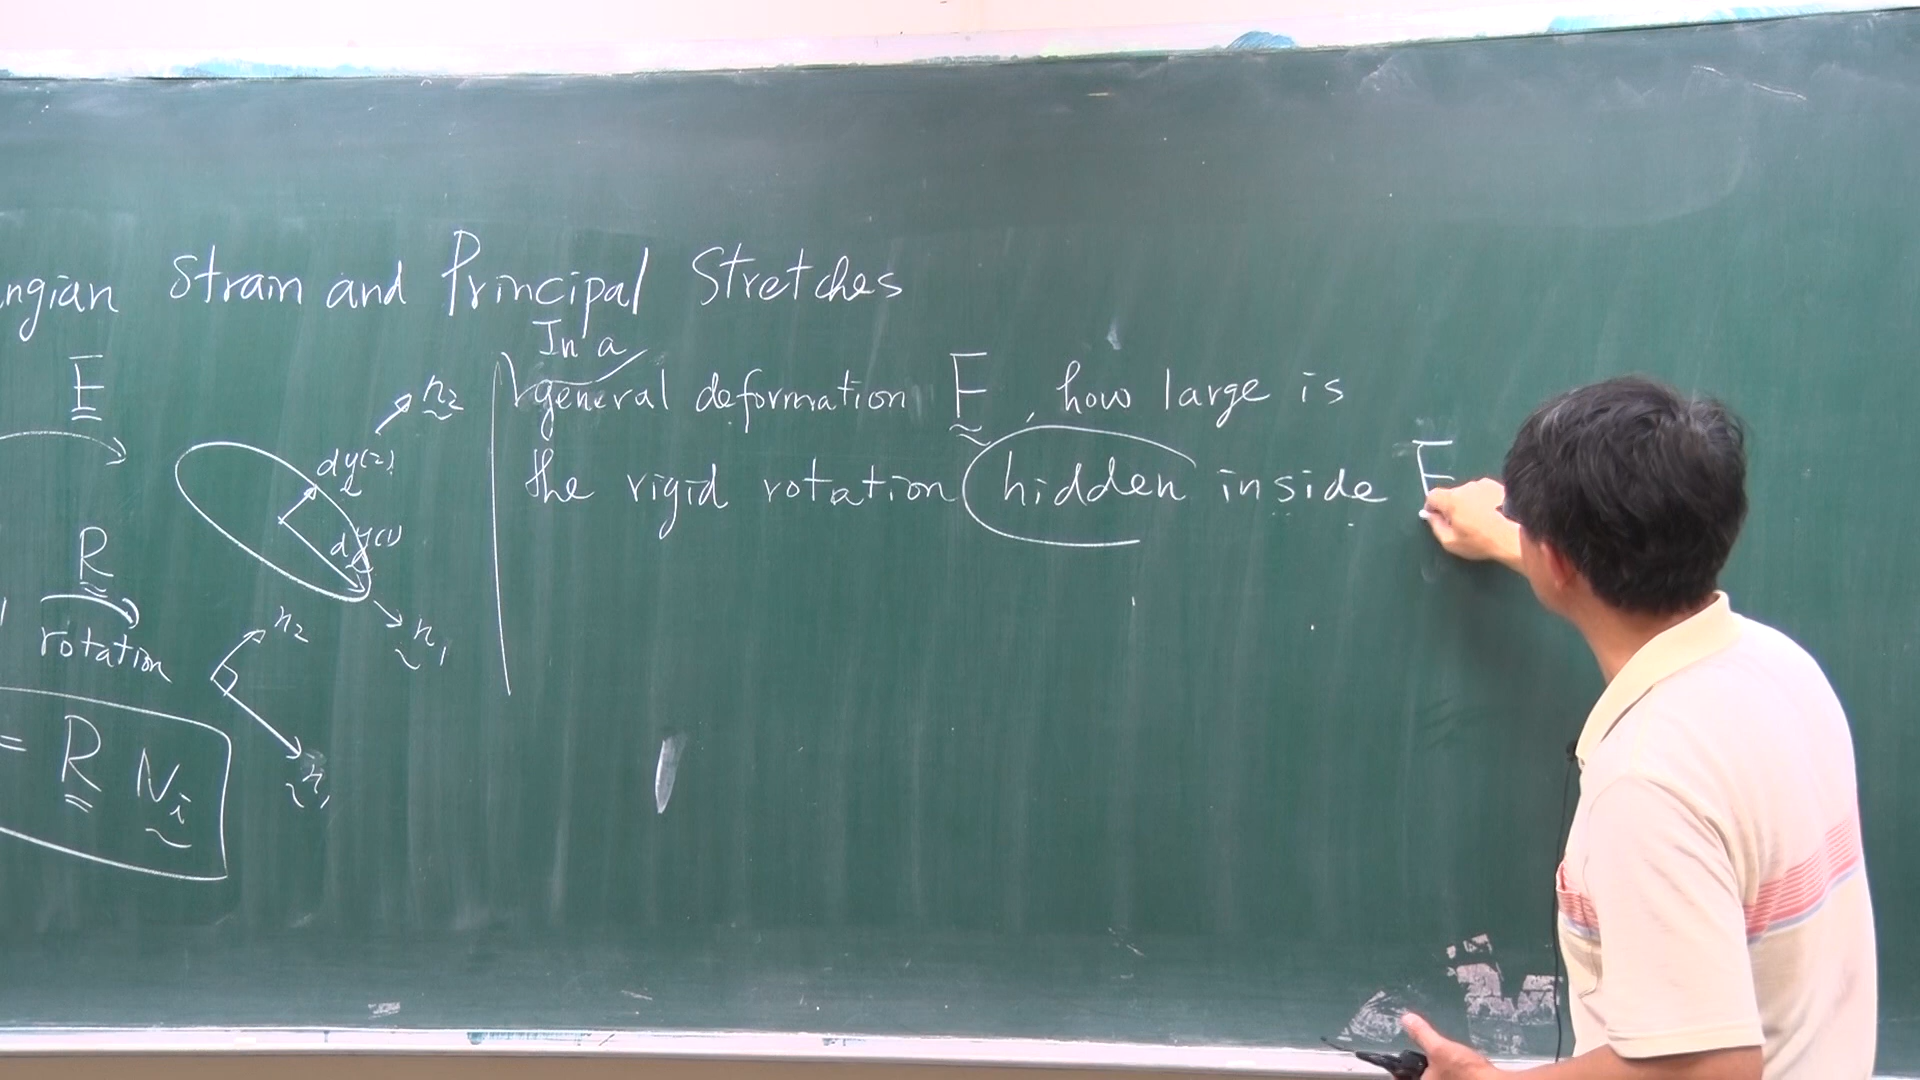 ngian Strain and Principal Stretches
F
n2
dy(2)
dy(1)
n1
R
rotation
n2
n1
= R Ni
In a
general deformation F, how large is
the rigid rotation hidden inside F